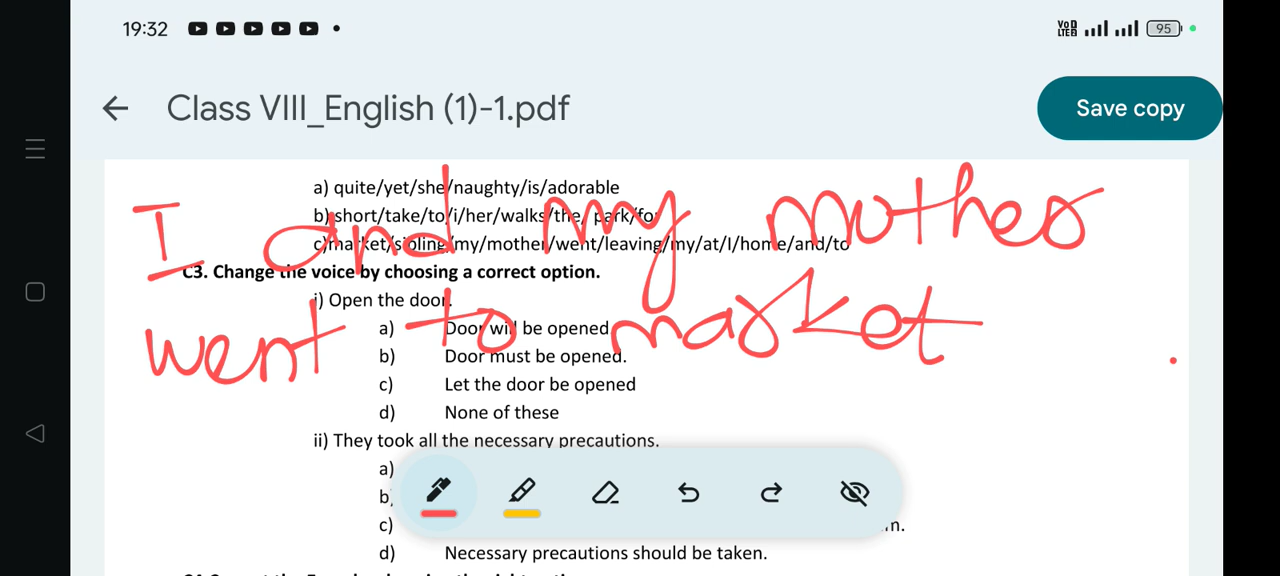 19:32
VoD LTE2 95
Class VIII_English (1)-1.pdf
Save copy
a) quite/yet/she/naughty/is/adorable
b) short/take/to/i/her/walks/the/ park/for
c)market/sibling/my/mother/went/leaving/my/at/I/home/and/to
I and my mother
C3. Change the voice by choosing a correct option.
i) Open the door.
went to market
a) Door will be opened
b) Door must be opened.
c) Let the door be opened
d) None of these
ii) They took all the necessary precautions.
a)
b)
c) n.
d) Necessary precautions should be taken.